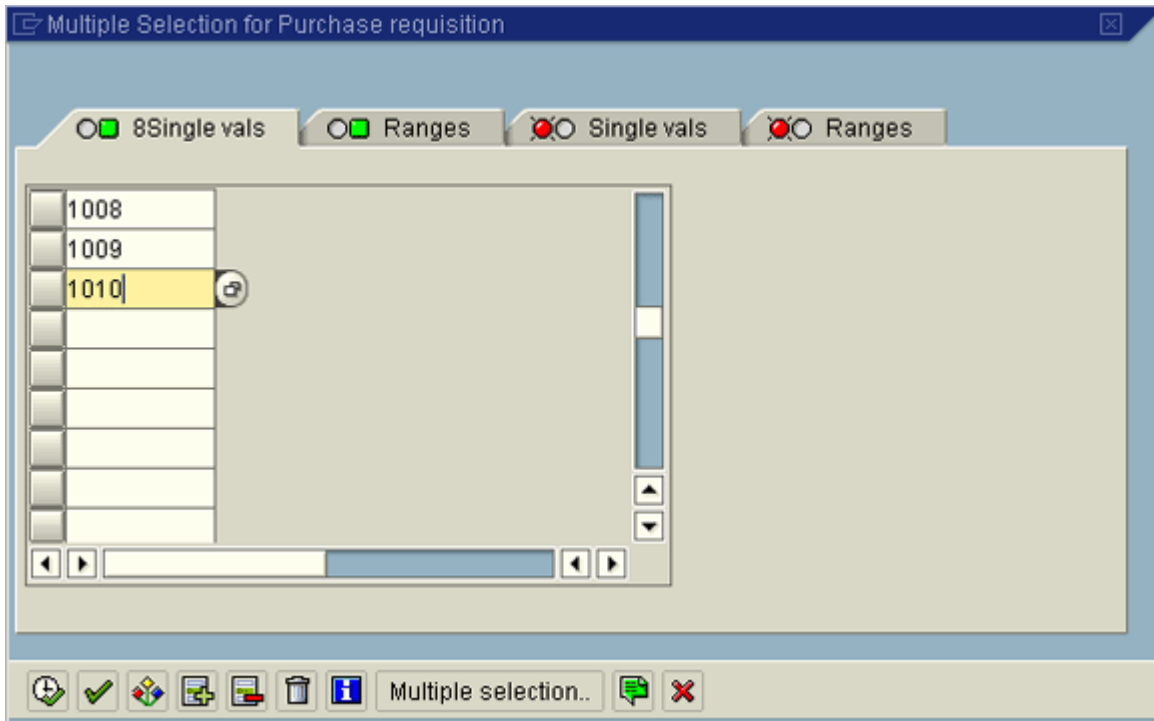 Multiple Selection for Purchase requisition
8Single vals Ranges Single vals Ranges
1008
1009
1010
Multiple selection..